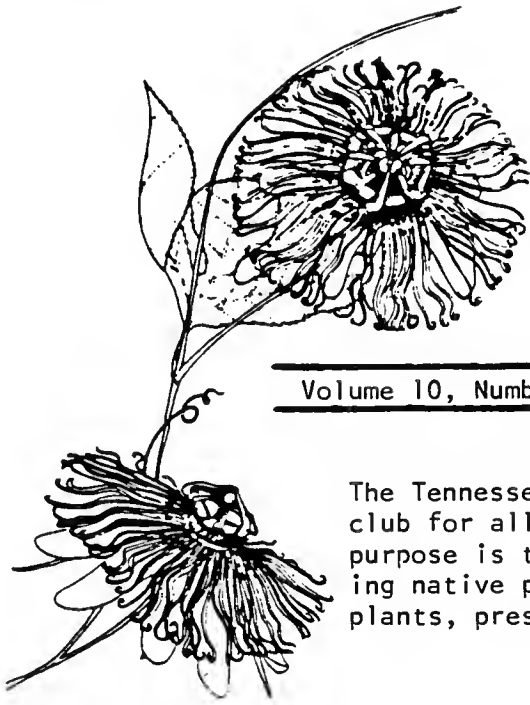 Volume 10, Numb
The Tennesse
club for all
purpose is t
ing native p
plants, pres